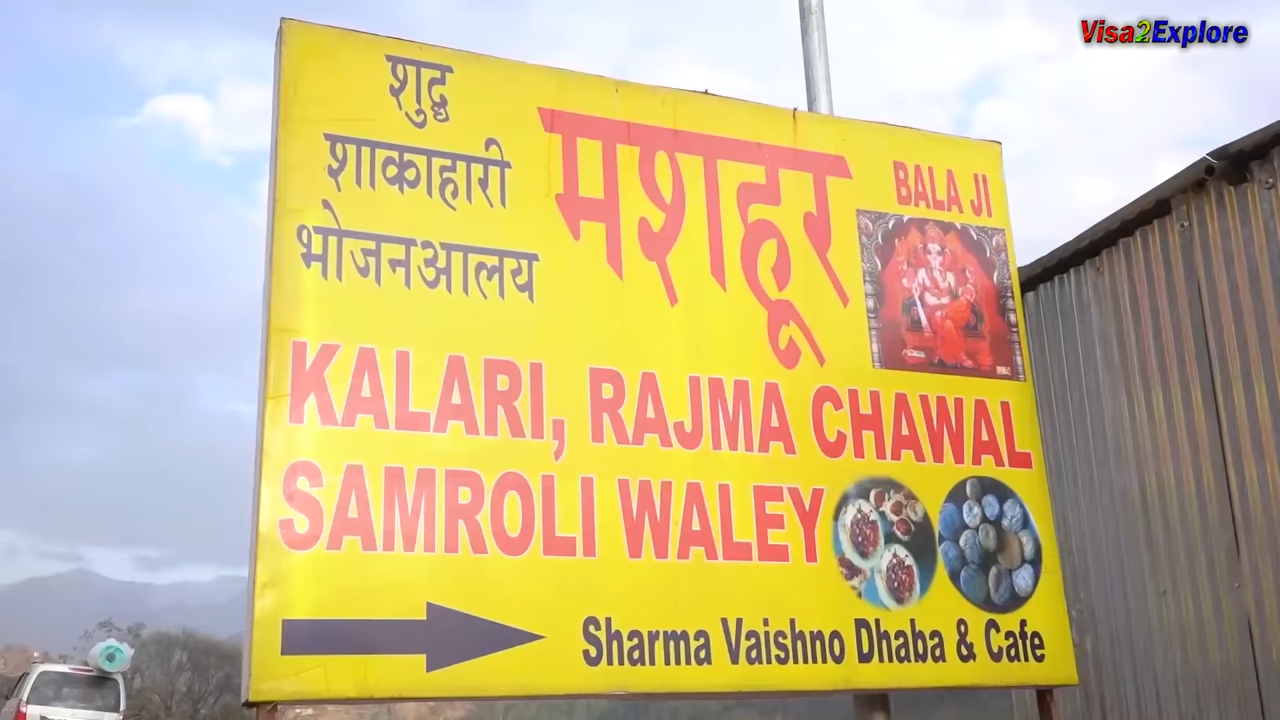 Visa2Explore
शुद्ध
शाकाहारी
भोजनआलय
मशहूर
BALA JI
KALARI, RAJMA CHAWAL
SAMROLI WALEY
Sharma Vaishno Dhaba & Cafe